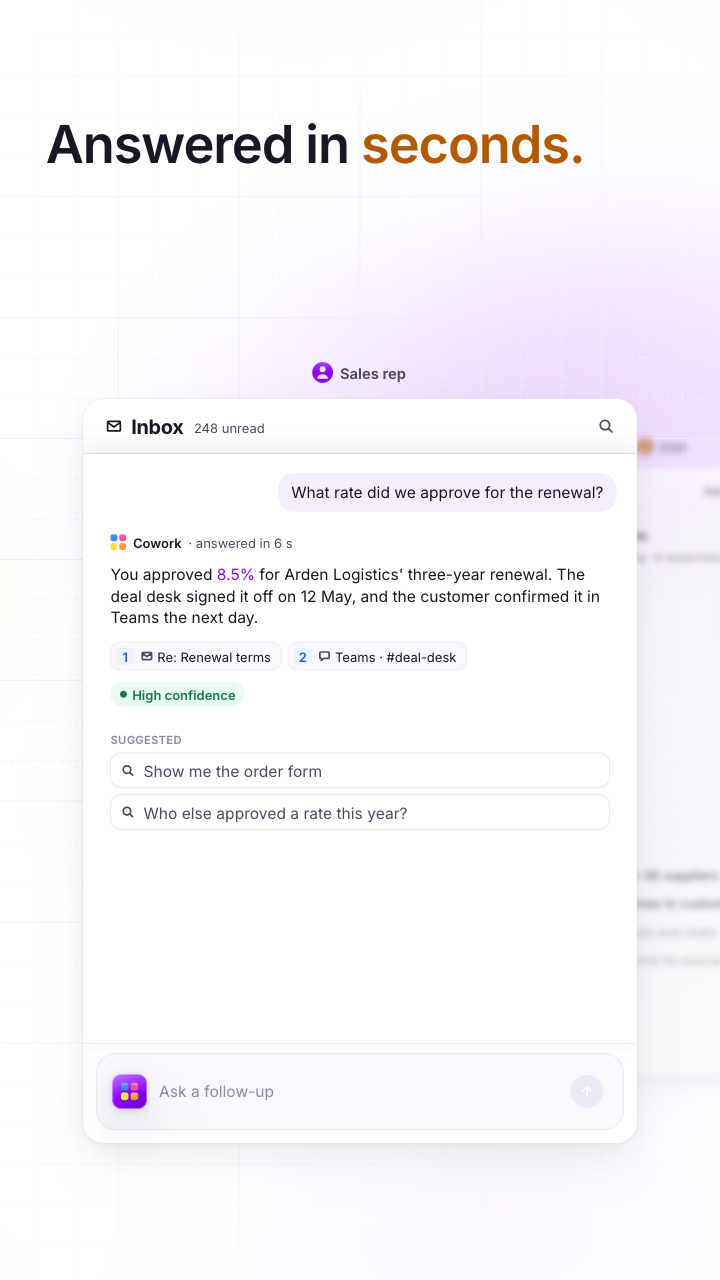 Answered in seconds.
Sales rep
Inbox 248 unread
What rate did we approve for the renewal?
Cowork · answered in 6 s
You approved 8.5% for Arden Logistics' three-year renewal. The
deal desk signed it off on 12 May, and the customer confirmed it in
Teams the next day.
1 Re: Renewal terms 2 Teams · #deal-desk
High confidence
SUGGESTED
Show me the order form
Who else approved a rate this year?
Ask a follow-up